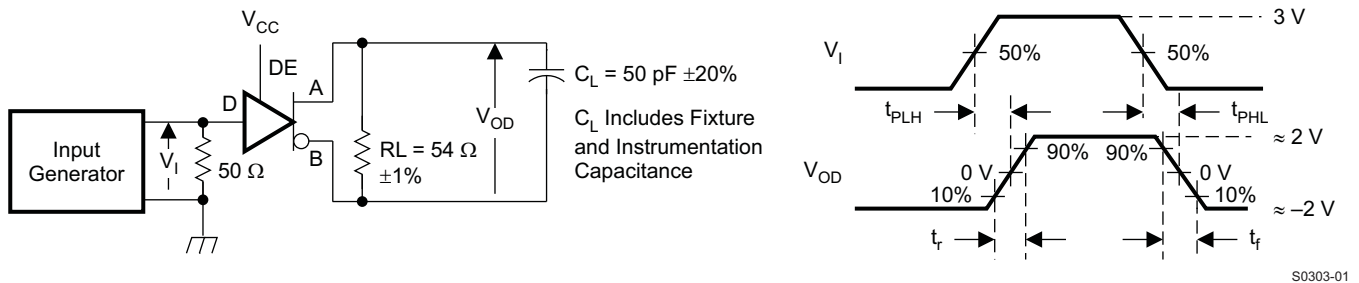 V_CC
DE
D
A
B
Input
Generator
V_I
50 Ω
RL = 54 Ω
±1%
V_OD
C_L = 50 pF ±20%
C_L Includes Fixture
and Instrumentation
Capacitance
V_I
50%
50%
3 V
t_PLH
t_PHL
V_OD
90%
90%
≈ 2 V
0 V
0 V
10%
10%
≈ –2 V
t_r
t_f
S0303-01